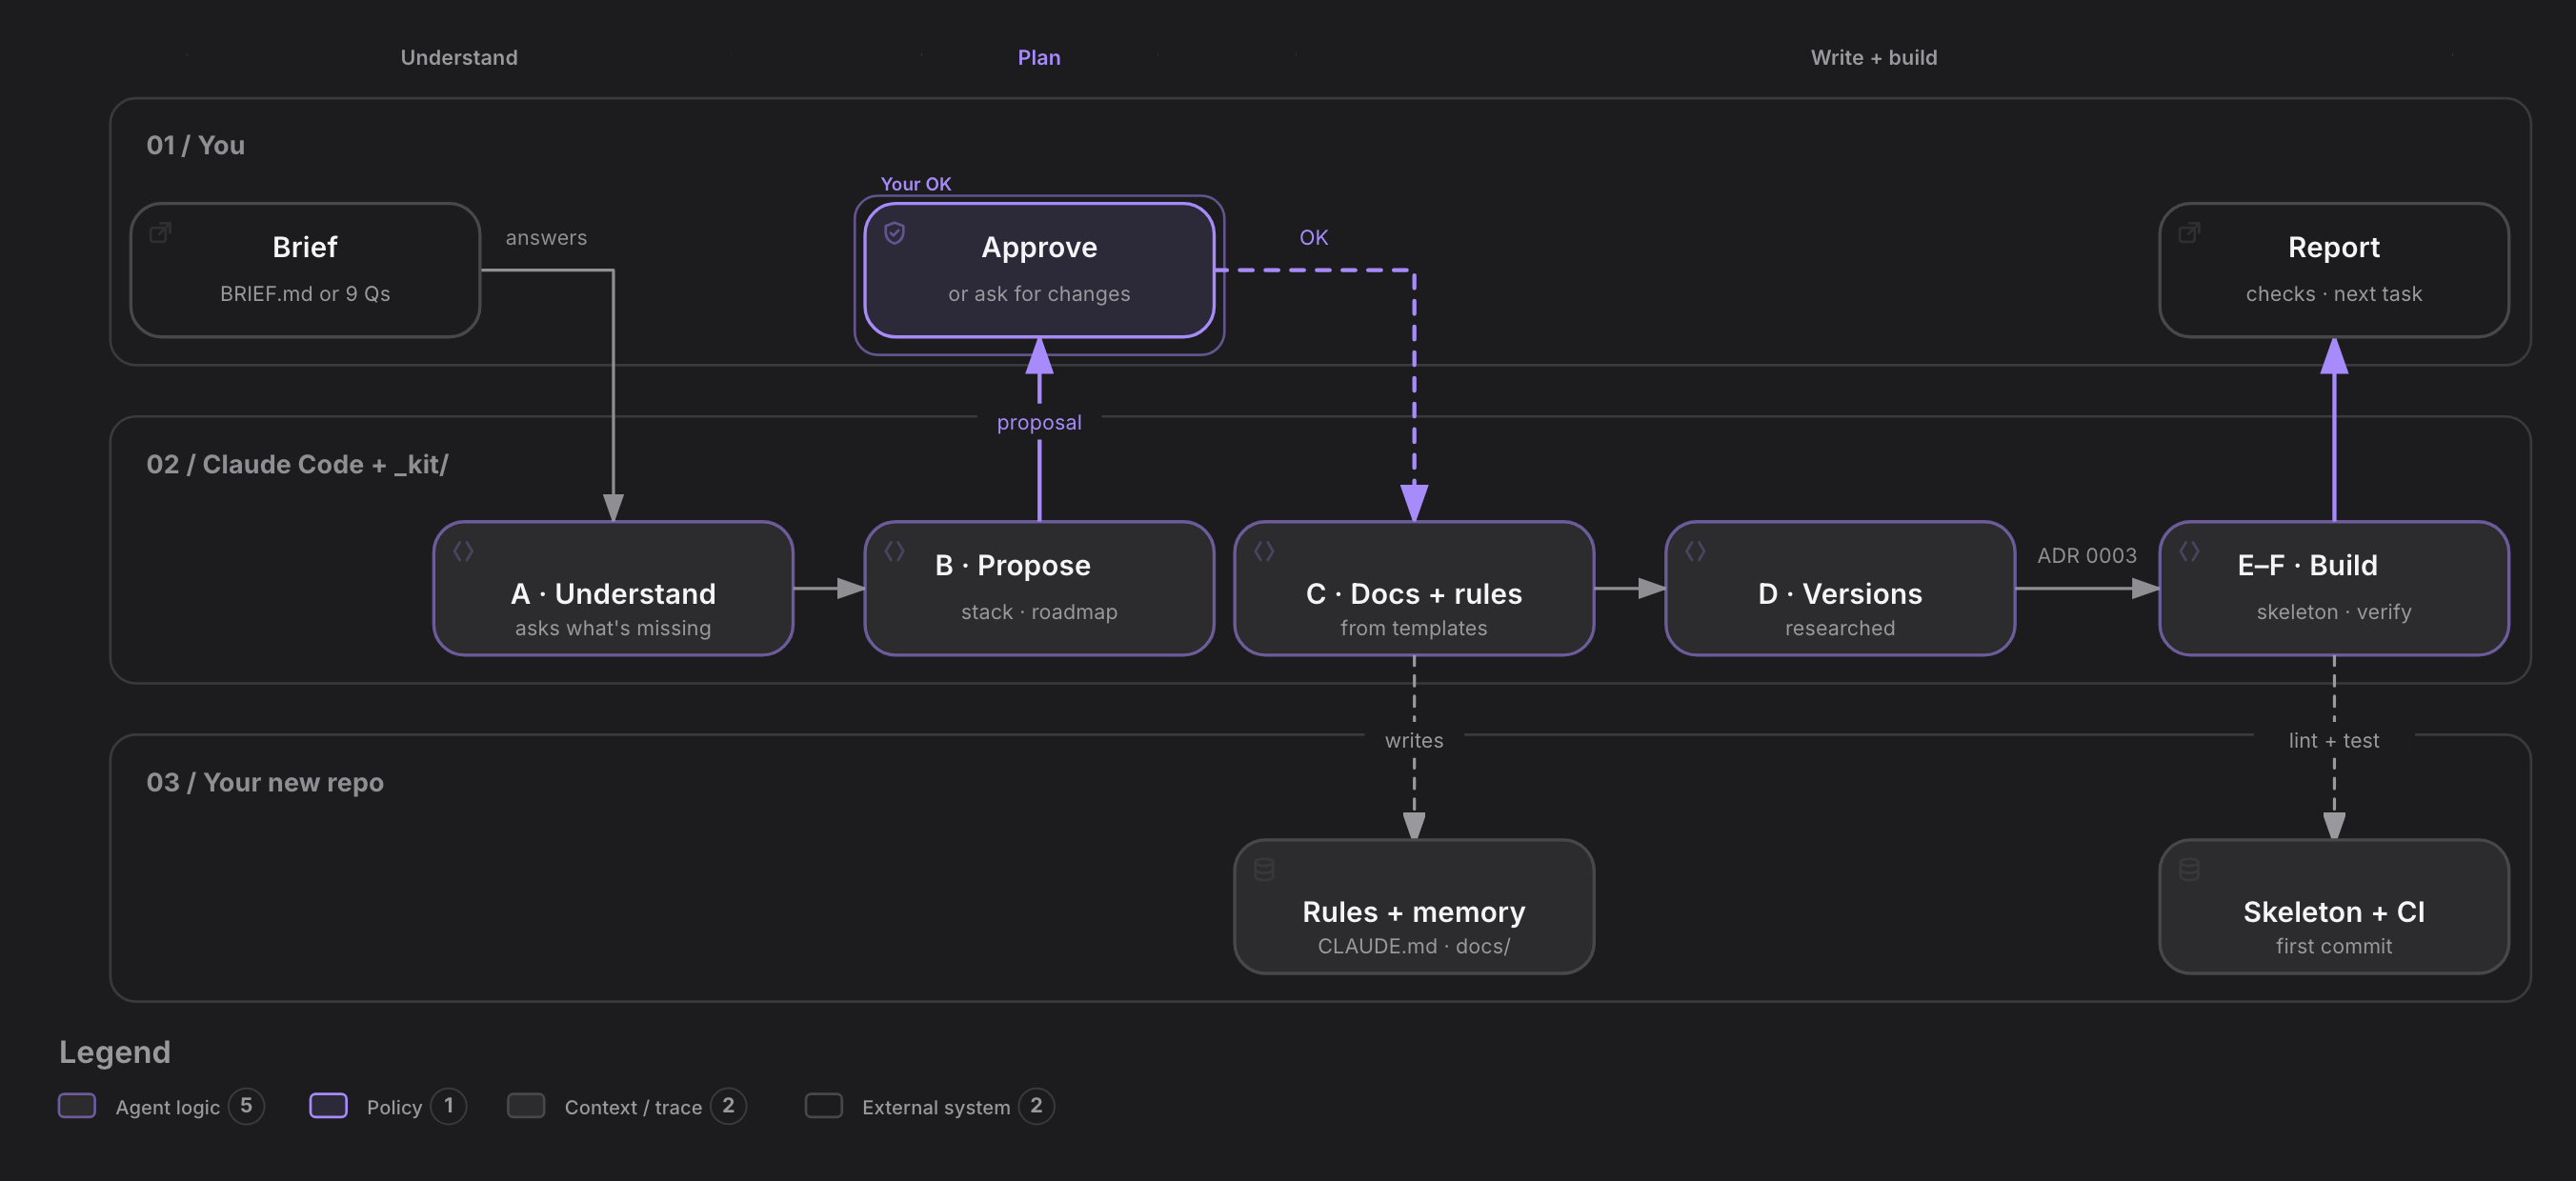 Understand
Plan
Write + build
01 / You
Your OK
Brief
BRIEF.md or 9 Qs
answers
Approve
or ask for changes
OK
Report
checks · next task
proposal
02 / Claude Code + _kit/
A · Understand
asks what's missing
B · Propose
stack · roadmap
C · Docs + rules
from templates
D · Versions
researched
ADR 0003
E–F · Build
skeleton · verify
writes
lint + test
03 / Your new repo
Rules + memory
CLAUDE.md · docs/
Skeleton + CI
first commit
Legend
Agent logic 5
Policy 1
Context / trace 2
External system 2